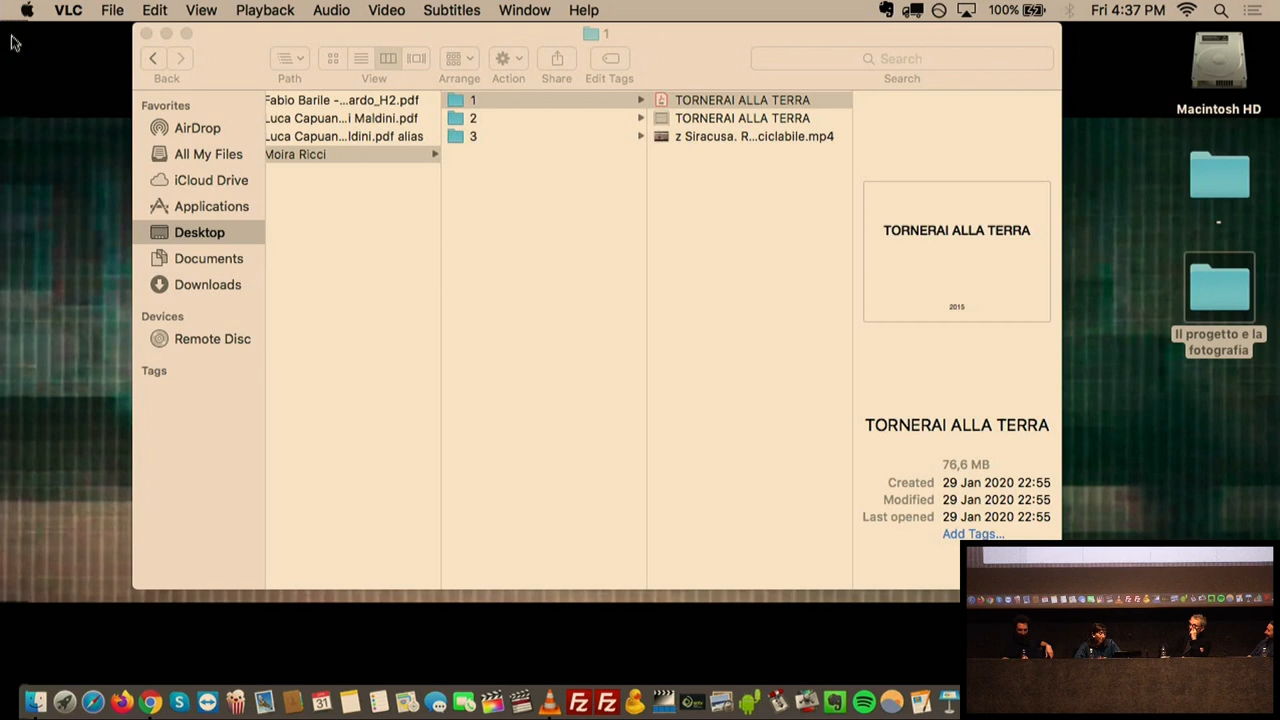 VLC File Edit View Playback Audio Video Subtitles Window Help 100% Fri 4:37 PM
1
Back Path View Arrange Action Share Edit Tags Search
Search
Favorites
AirDrop
All My Files
iCloud Drive
Applications
Desktop
Documents
Downloads
Devices
Remote Disc
Tags
Fabio Barile -...ardo_H2.pdf
Luca Capuan...i Maldini.pdf
Luca Capuan...ldini.pdf alias
Moira Ricci
1
2
3
TORNERAI ALLA TERRA
TORNERAI ALLA TERRA
z Siracusa. R...ciclabile.mp4
TORNERAI ALLA TERRA
2015
TORNERAI ALLA TERRA
76,6 MB
Created 29 Jan 2020 22:55
Modified 29 Jan 2020 22:55
Last opened 29 Jan 2020 22:55
Add Tags...
Macintosh HD
-
Il progetto e la
fotografia
31